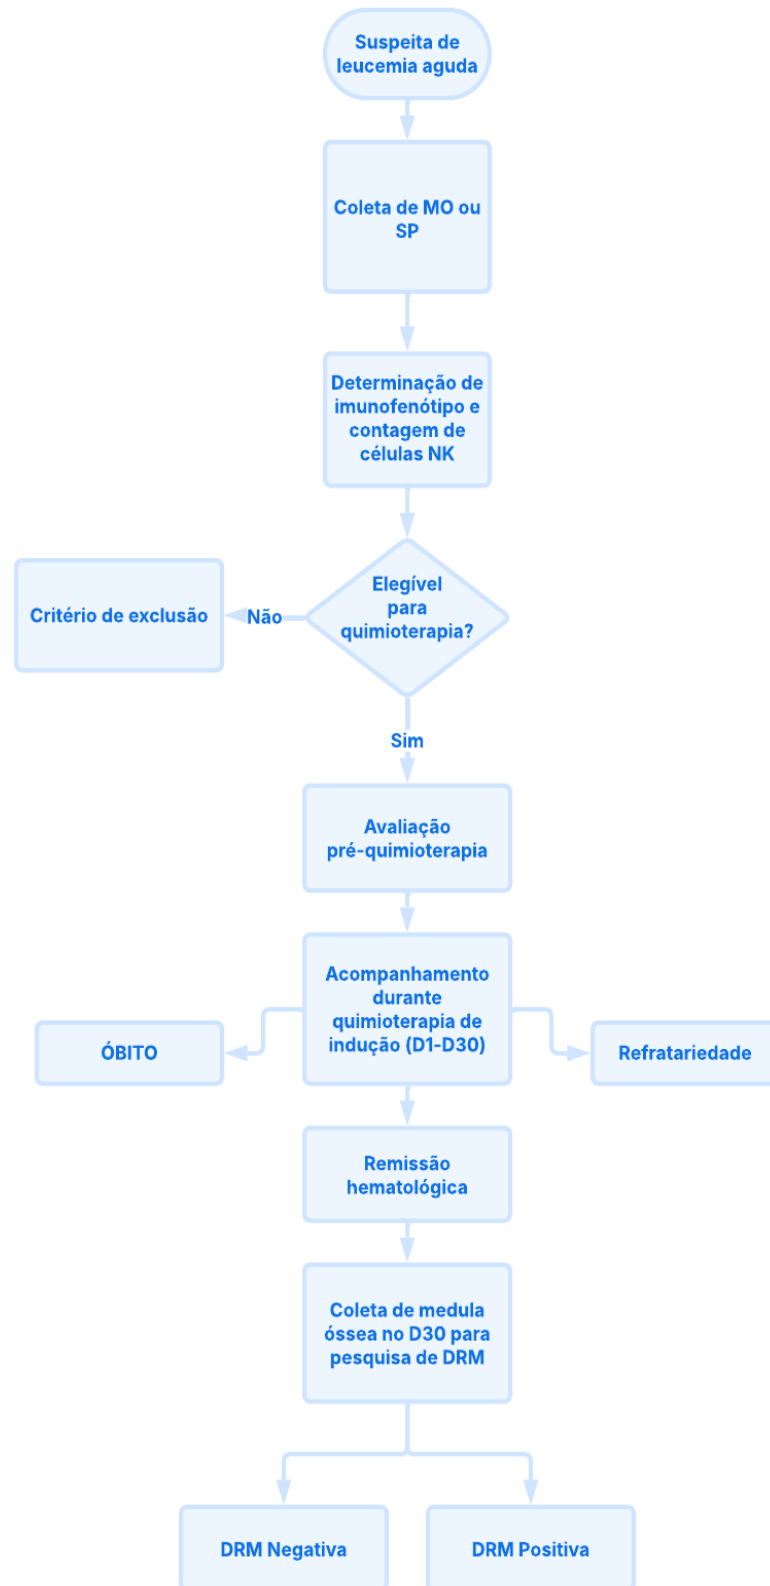 Suspeita de
leucemia aguda
Coleta de MO ou
SP
Determinação de
imunofenótipo e
contagem de
células NK
Elegível
para
quimioterapia?
Critério de exclusão
Não
Sim
Avaliação
pré-quimioterapia
Acompanhamento
durante
quimioterapia de
indução (D1-D30)
ÓBITO
Refratariedade
Remissão
hematológica
Coleta de medula
óssea no D30 para
pesquisa de DRM
DRM Negativa
DRM Positiva